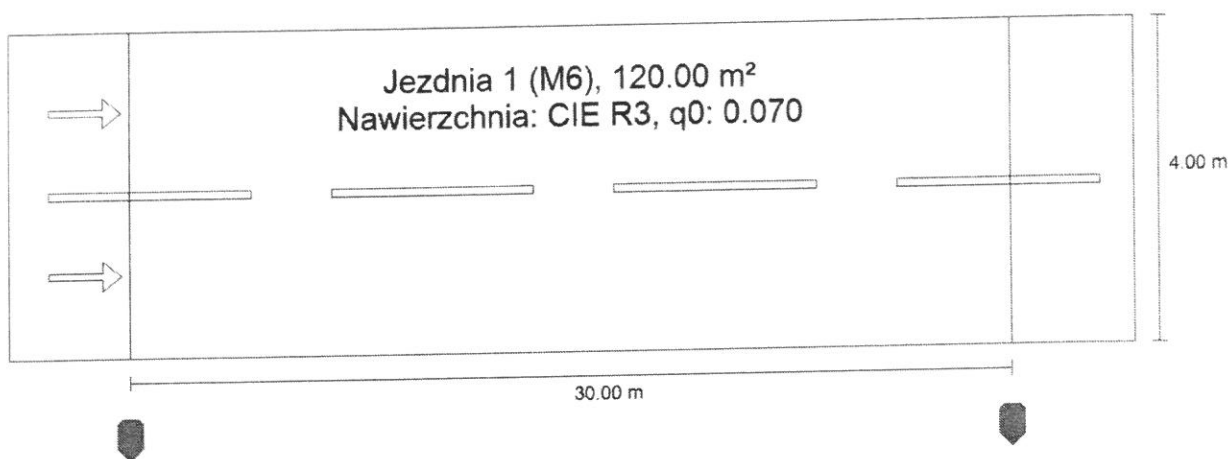 Jezdnia 1 (M6), 120.00 m²
Nawierzchnia: CIE R3, q0: 0.070
4.00 m
30.00 m